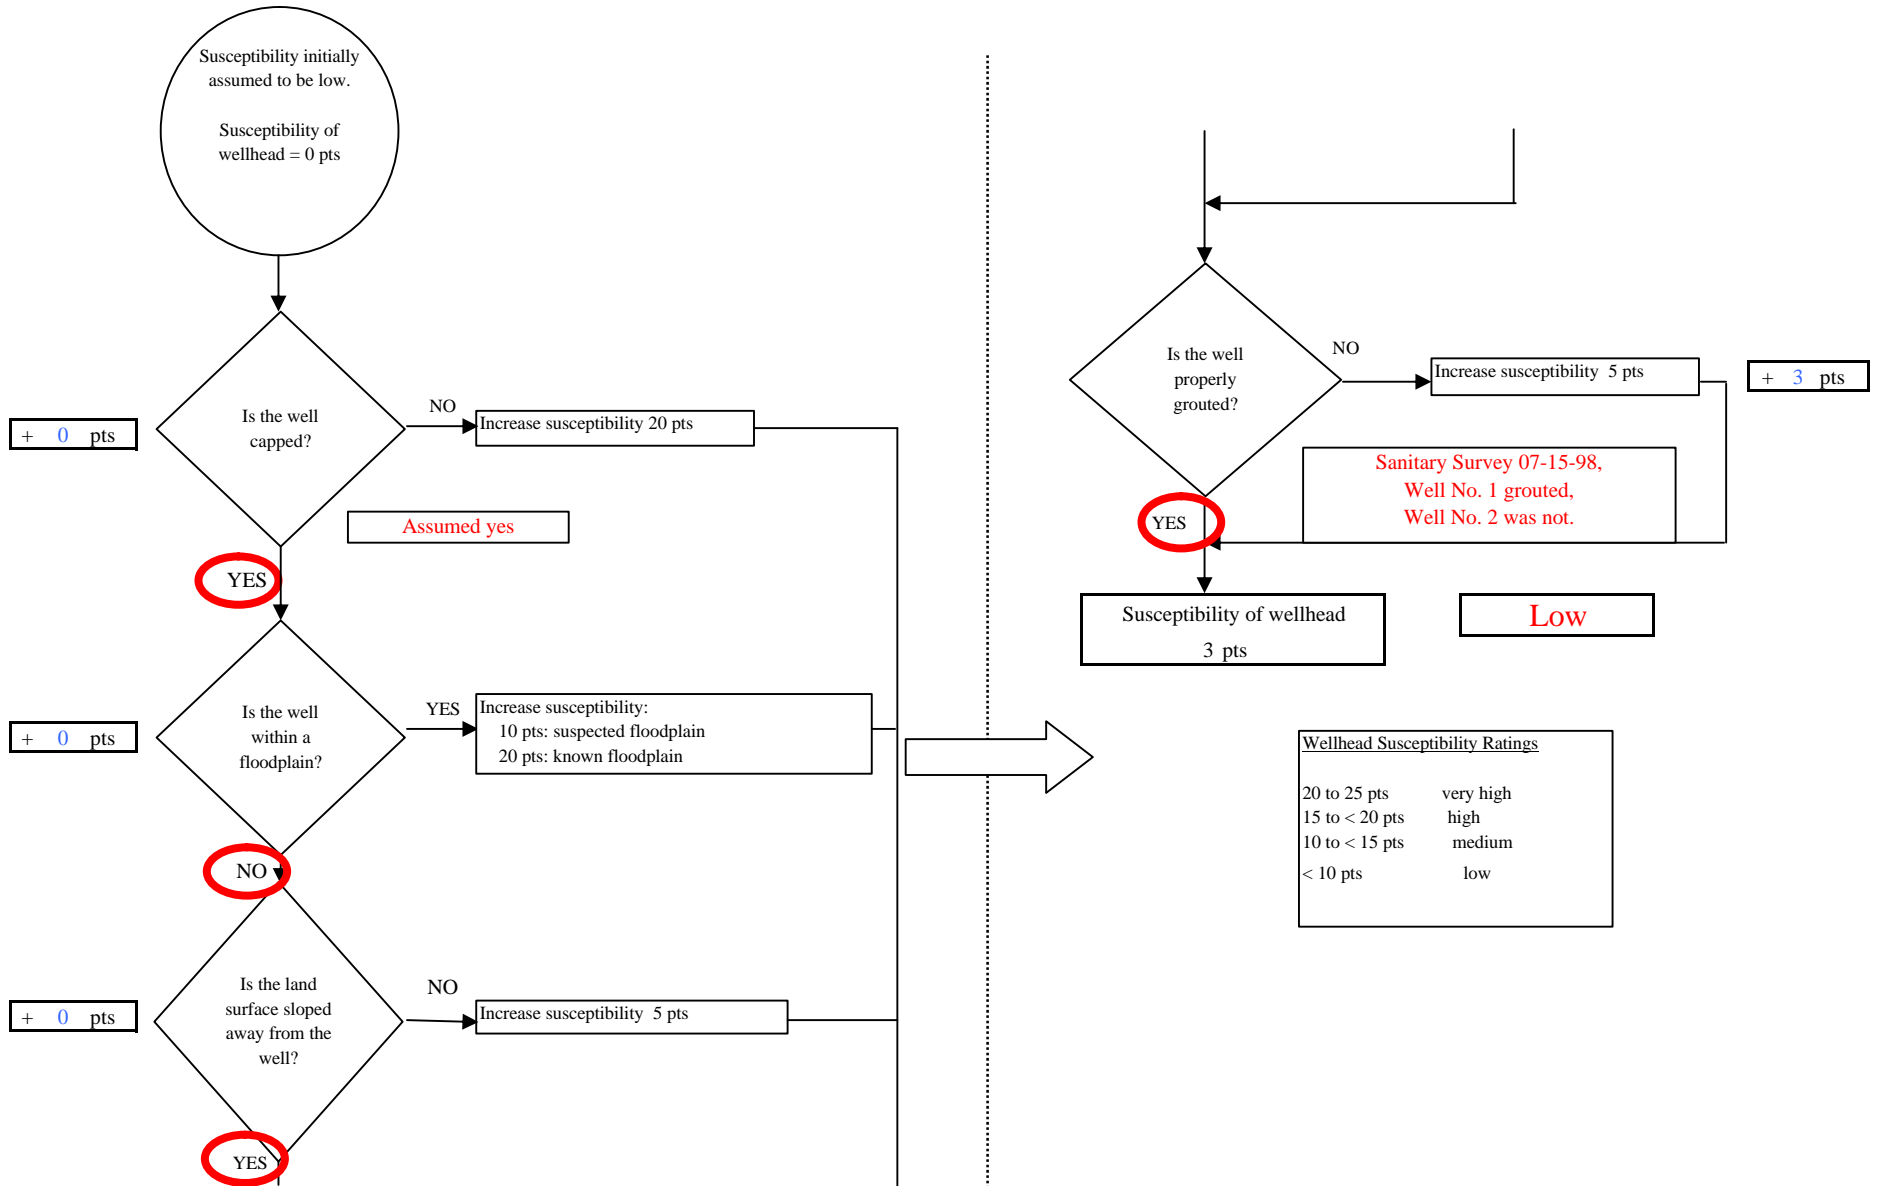 Susceptibility initially
assumed to be low.
Susceptibility of
wellhead = 0 pts
Is the well
capped?
+ 0 pts
NO
Increase susceptibility 20 pts
Assumed yes
YES
Is the well
within a
floodplain?
+ 0 pts
YES
Increase susceptibility:
10 pts: suspected floodplain
20 pts: known floodplain
NO
Is the land
surface sloped
away from the
well?
+ 0 pts
NO
Increase susceptibility 5 pts
YES
Is the well
properly
grouted?
NO
Increase susceptibility 5 pts
+ 3 pts
Sanitary Survey 07-15-98,
Well No. 1 grouted,
Well No. 2 was not.
YES
Susceptibility of wellhead
3 pts
Low
Wellhead Susceptibility Ratings
20 to 25 pts very high
15 to < 20 pts high
10 to < 15 pts medium
< 10 pts low